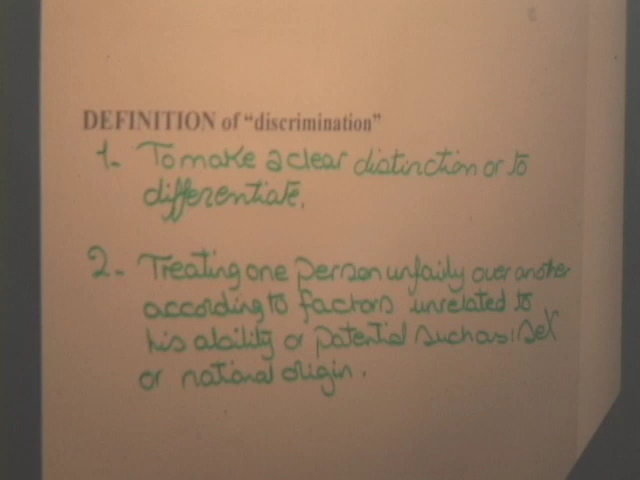 DEFINITION of “discrimination”
1- To make a clear distinction or to
differentiate.
2- Treating one person unfaily over another
according to factors unrelated to
his ability or potential such as: sex
or national origin.